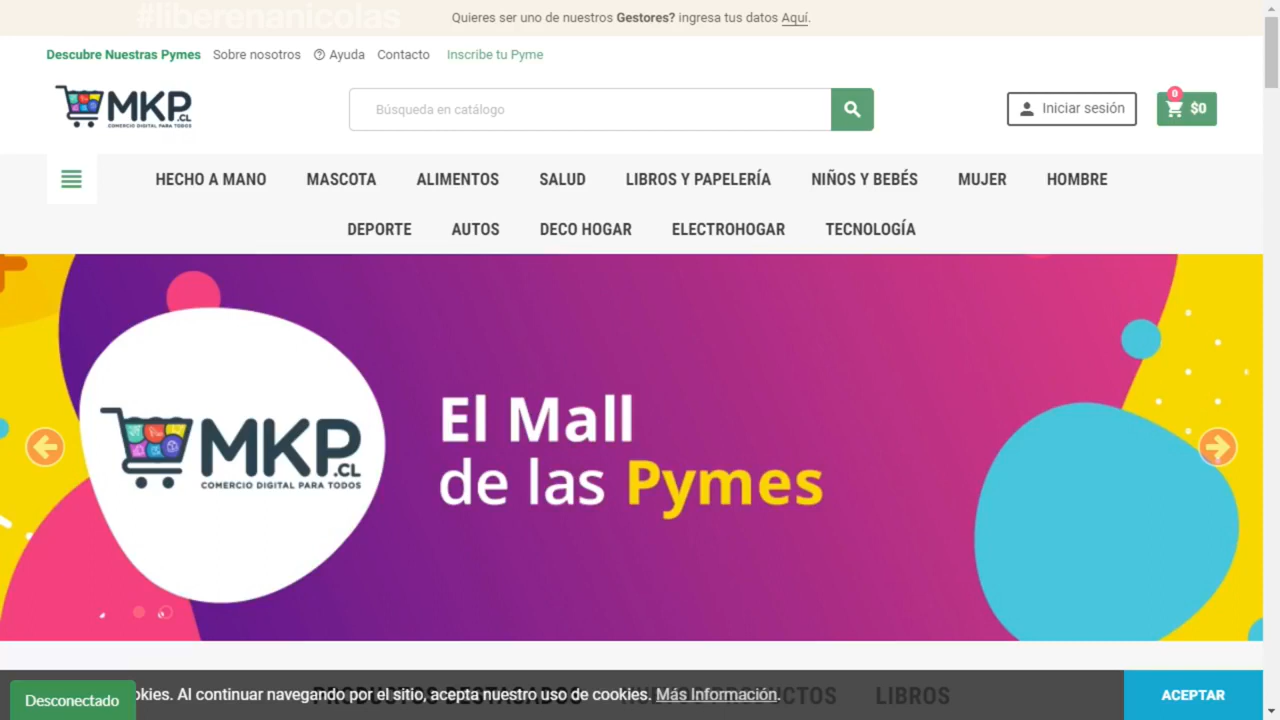 #liberenanicolas
Quieres ser uno de nuestros Gestores? ingresa tus datos Aquí.
Descubre Nuestras Pymes Sobre nosotros Ayuda Contacto Inscribe tu Pyme
MKP.CL
COMERCIO DIGITAL PARA TODOS
Búsqueda en catálogo
Iniciar sesión
0
$0
HECHO A MANO MASCOTA ALIMENTOS SALUD LIBROS Y PAPELERÍA NIÑOS Y BEBÉS MUJER HOMBRE
DEPORTE AUTOS DECO HOGAR ELECTROHOGAR TECNOLOGÍA
MKP.CL
COMERCIO DIGITAL PARA TODOS
El Mall
de las Pymes
PRODUCTOS DESTACADOS PRODUCTOS LIBROS
okies. Al continuar navegando por el sitio, acepta nuestro uso de cookies. Más Información.
ACEPTAR
Desconectado